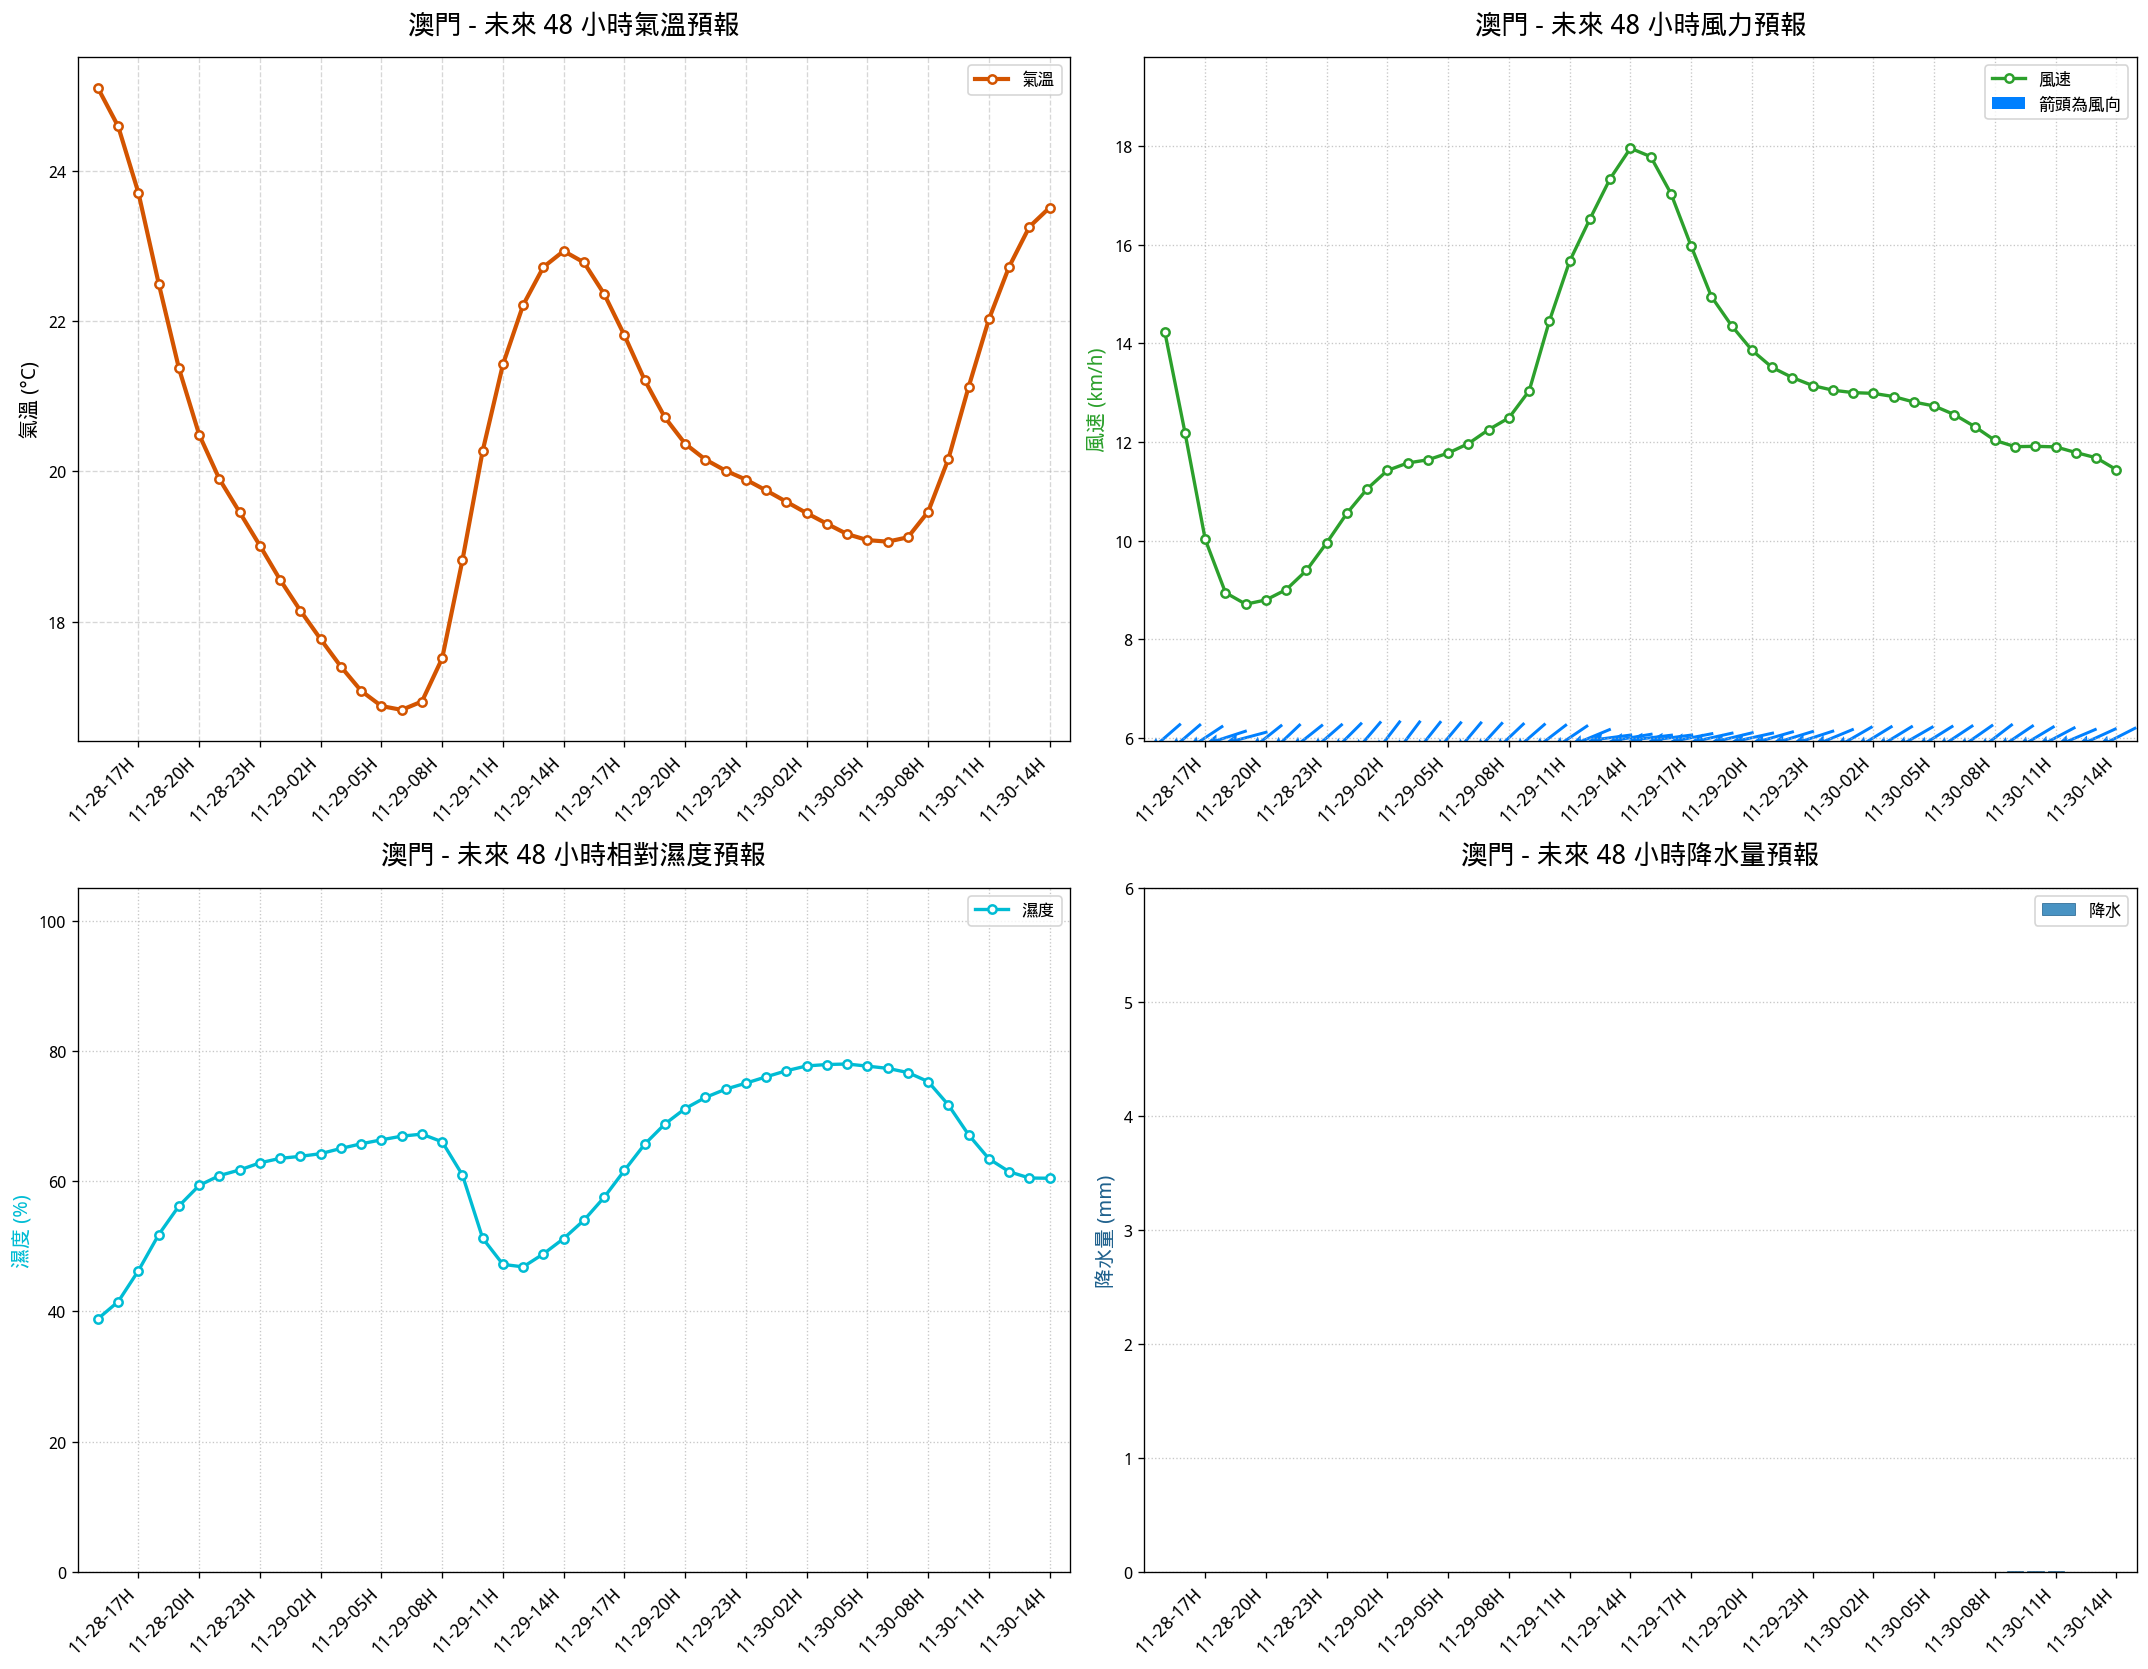 澳門 - 未來 48 小時氣溫預報
氣溫
氣溫 (°C)
24
22
20
18
11-28-17H
11-28-20H
11-28-23H
11-29-02H
11-29-05H
11-29-08H
11-29-11H
11-29-14H
11-29-17H
11-29-20H
11-29-23H
11-30-02H
11-30-05H
11-30-08H
11-30-11H
11-30-14H
澳門 - 未來 48 小時風力預報
風速
箭頭為風向
風速 (km/h)
18
16
14
12
10
8
6
11-28-17H
11-28-20H
11-28-23H
11-29-02H
11-29-05H
11-29-08H
11-29-11H
11-29-14H
11-29-17H
11-29-20H
11-29-23H
11-30-02H
11-30-05H
11-30-08H
11-30-11H
11-30-14H
澳門 - 未來 48 小時相對濕度預報
濕度
濕度 (%)
100
80
60
40
20
0
11-28-17H
11-28-20H
11-28-23H
11-29-02H
11-29-05H
11-29-08H
11-29-11H
11-29-14H
11-29-17H
11-29-20H
11-29-23H
11-30-02H
11-30-05H
11-30-08H
11-30-11H
11-30-14H
澳門 - 未來 48 小時降水量預報
降水
降水量 (mm)
6
5
4
3
2
1
0
11-28-17H
11-28-20H
11-28-23H
11-29-02H
11-29-05H
11-29-08H
11-29-11H
11-29-14H
11-29-17H
11-29-20H
11-29-23H
11-30-02H
11-30-05H
11-30-08H
11-30-11H
11-30-14H